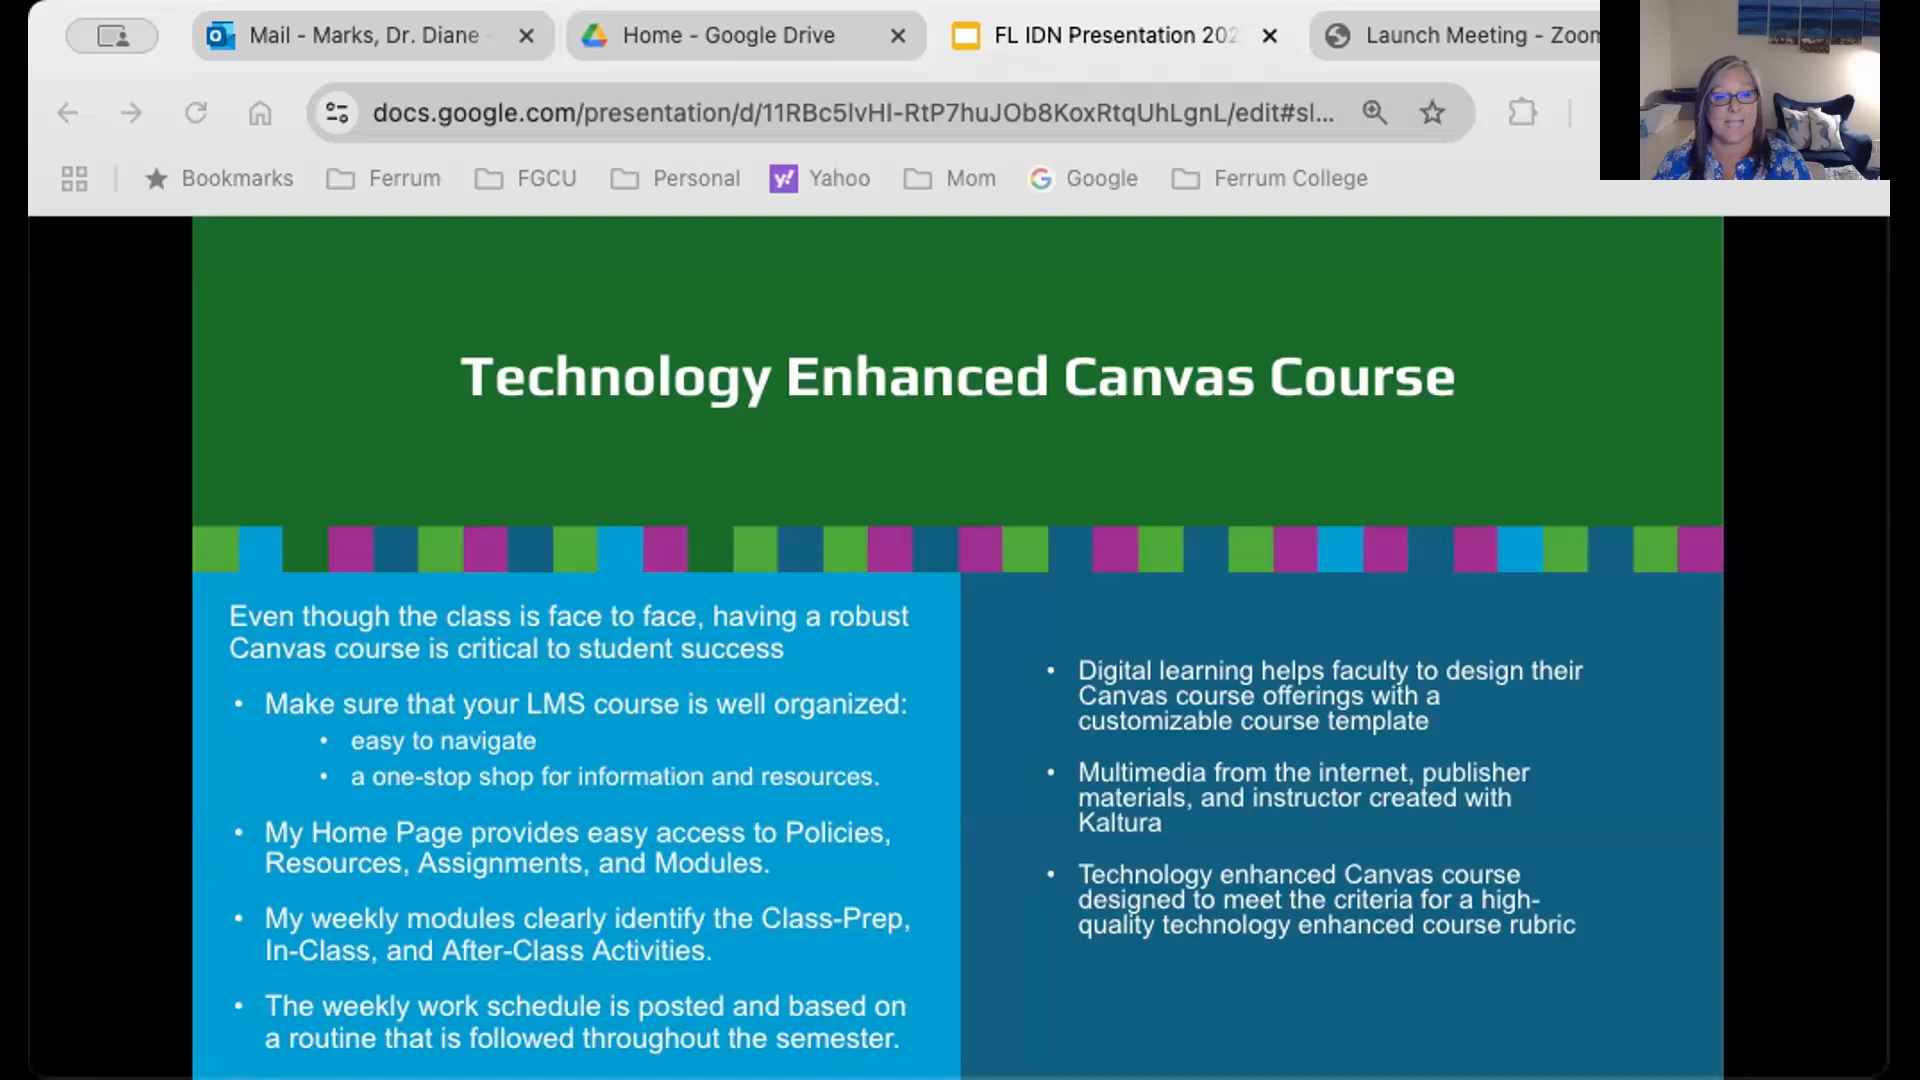 Mail - Marks, Dr. Diane -
Home - Google Drive
FL IDN Presentation 202
Launch Meeting - Zoom
docs.google.com/presentation/d/11RBc5lvHl-RtP7huJOb8KoxRtqUhLgnL/edit#sl...
Bookmarks
Ferrum
FGCU
Personal
Yahoo
Mom
Google
Ferrum College
Technology Enhanced Canvas Course
Even though the class is face to face, having a robust
Canvas course is critical to student success
• Make sure that your LMS course is well organized:
• easy to navigate
• a one-stop shop for information and resources.
• My Home Page provides easy access to Policies,
Resources, Assignments, and Modules.
• My weekly modules clearly identify the Class-Prep,
In-Class, and After-Class Activities.
• The weekly work schedule is posted and based on
a routine that is followed throughout the semester.
• Digital learning helps faculty to design their
Canvas course offerings with a
customizable course template
• Multimedia from the internet, publisher
materials, and instructor created with
Kaltura
• Technology enhanced Canvas course
designed to meet the criteria for a high-
quality technology enhanced course rubric